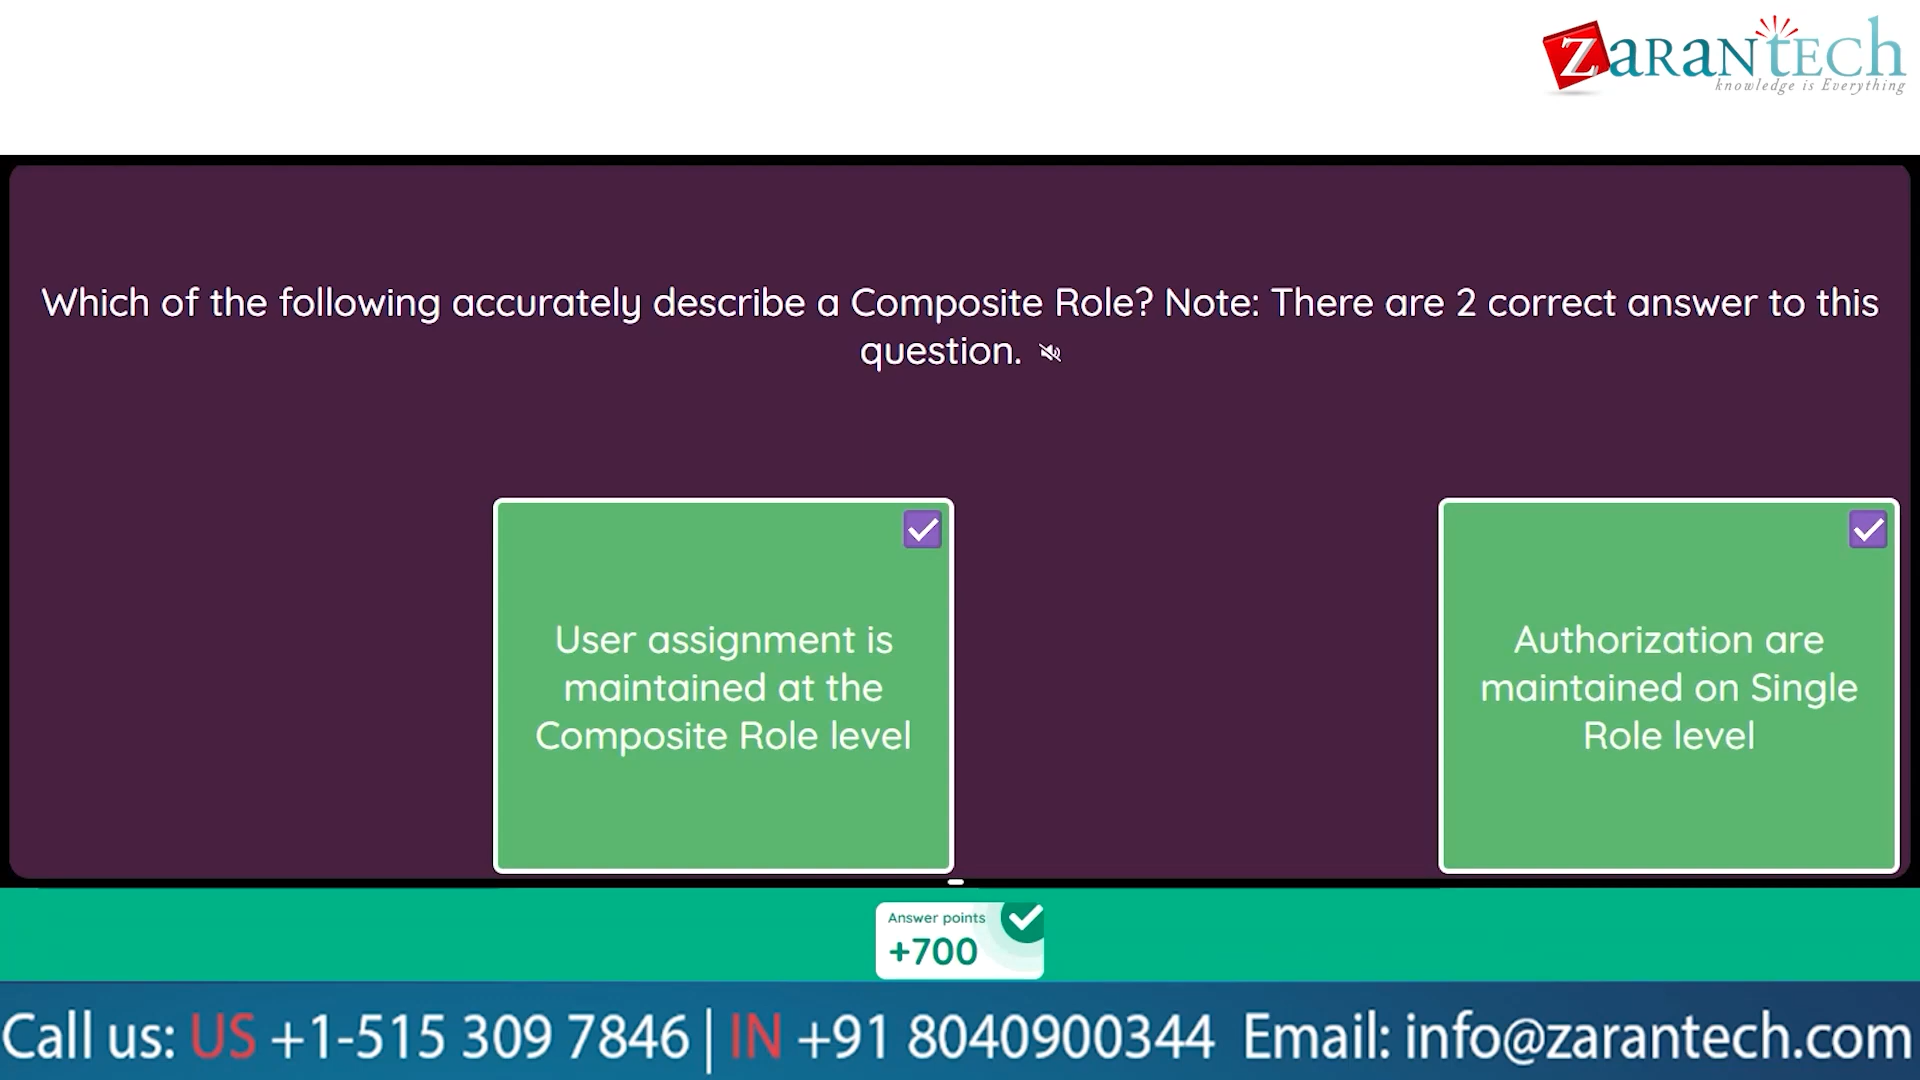 ZARANTECH
knowledge is Everything
Which of the following accurately describe a Composite Role? Note: There are 2 correct answer to this
question.
User assignment is
maintained at the
Composite Role level
Authorization are
maintained on Single
Role level
Answer points
+700
Call us: US +1-515 309 7846 | IN +91 8040900344 Email: info@zarantech.com